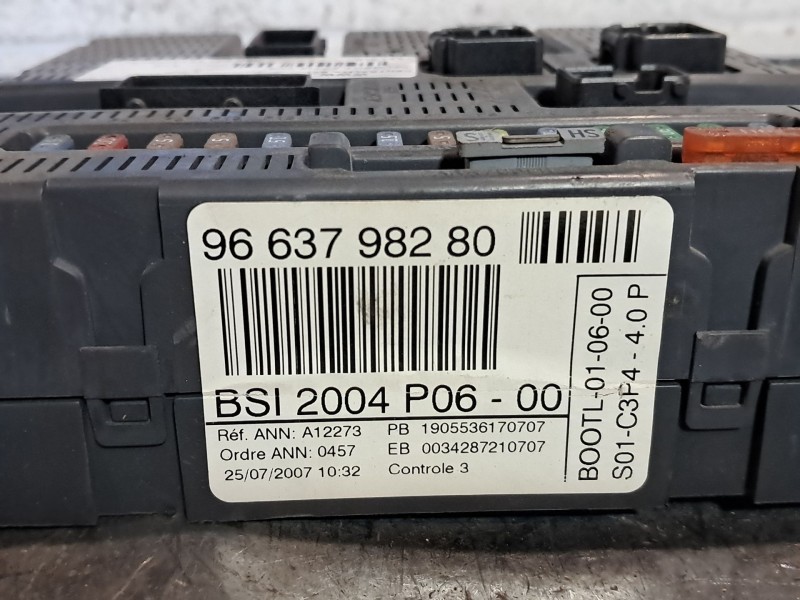 SH HS
96 637 982 80
BSI 2004 P06 - 00
Réf. ANN: A12273 PB 1905536170707
Ordre ANN: 0457 EB 0034287210707
25/07/2007 10:32 Controle 3
BOOTL-01-06-00
S01-C3P4 - 4.0 P